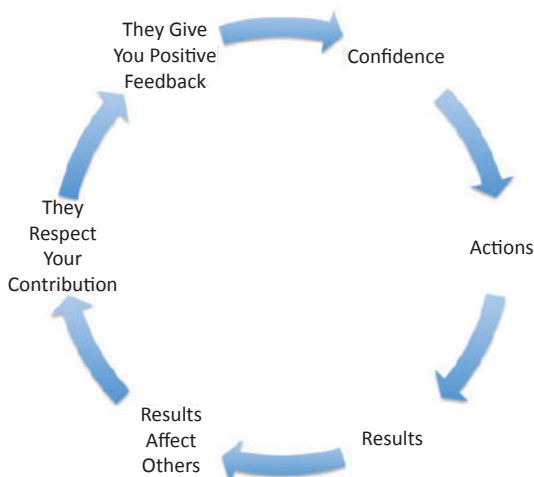 They Give
You Positive
Feedback
Confidence
Actions
Results
Results
Affect
Others
They
Respect
Your
Contribution